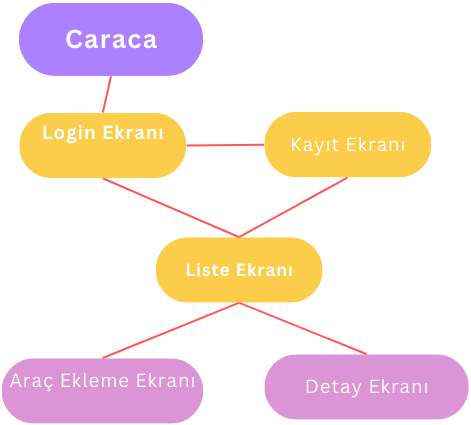 Caraca
Login Ekranı
Kayıt Ekranı
Liste Ekranı
Araç Ekleme Ekranı
Detay Ekranı